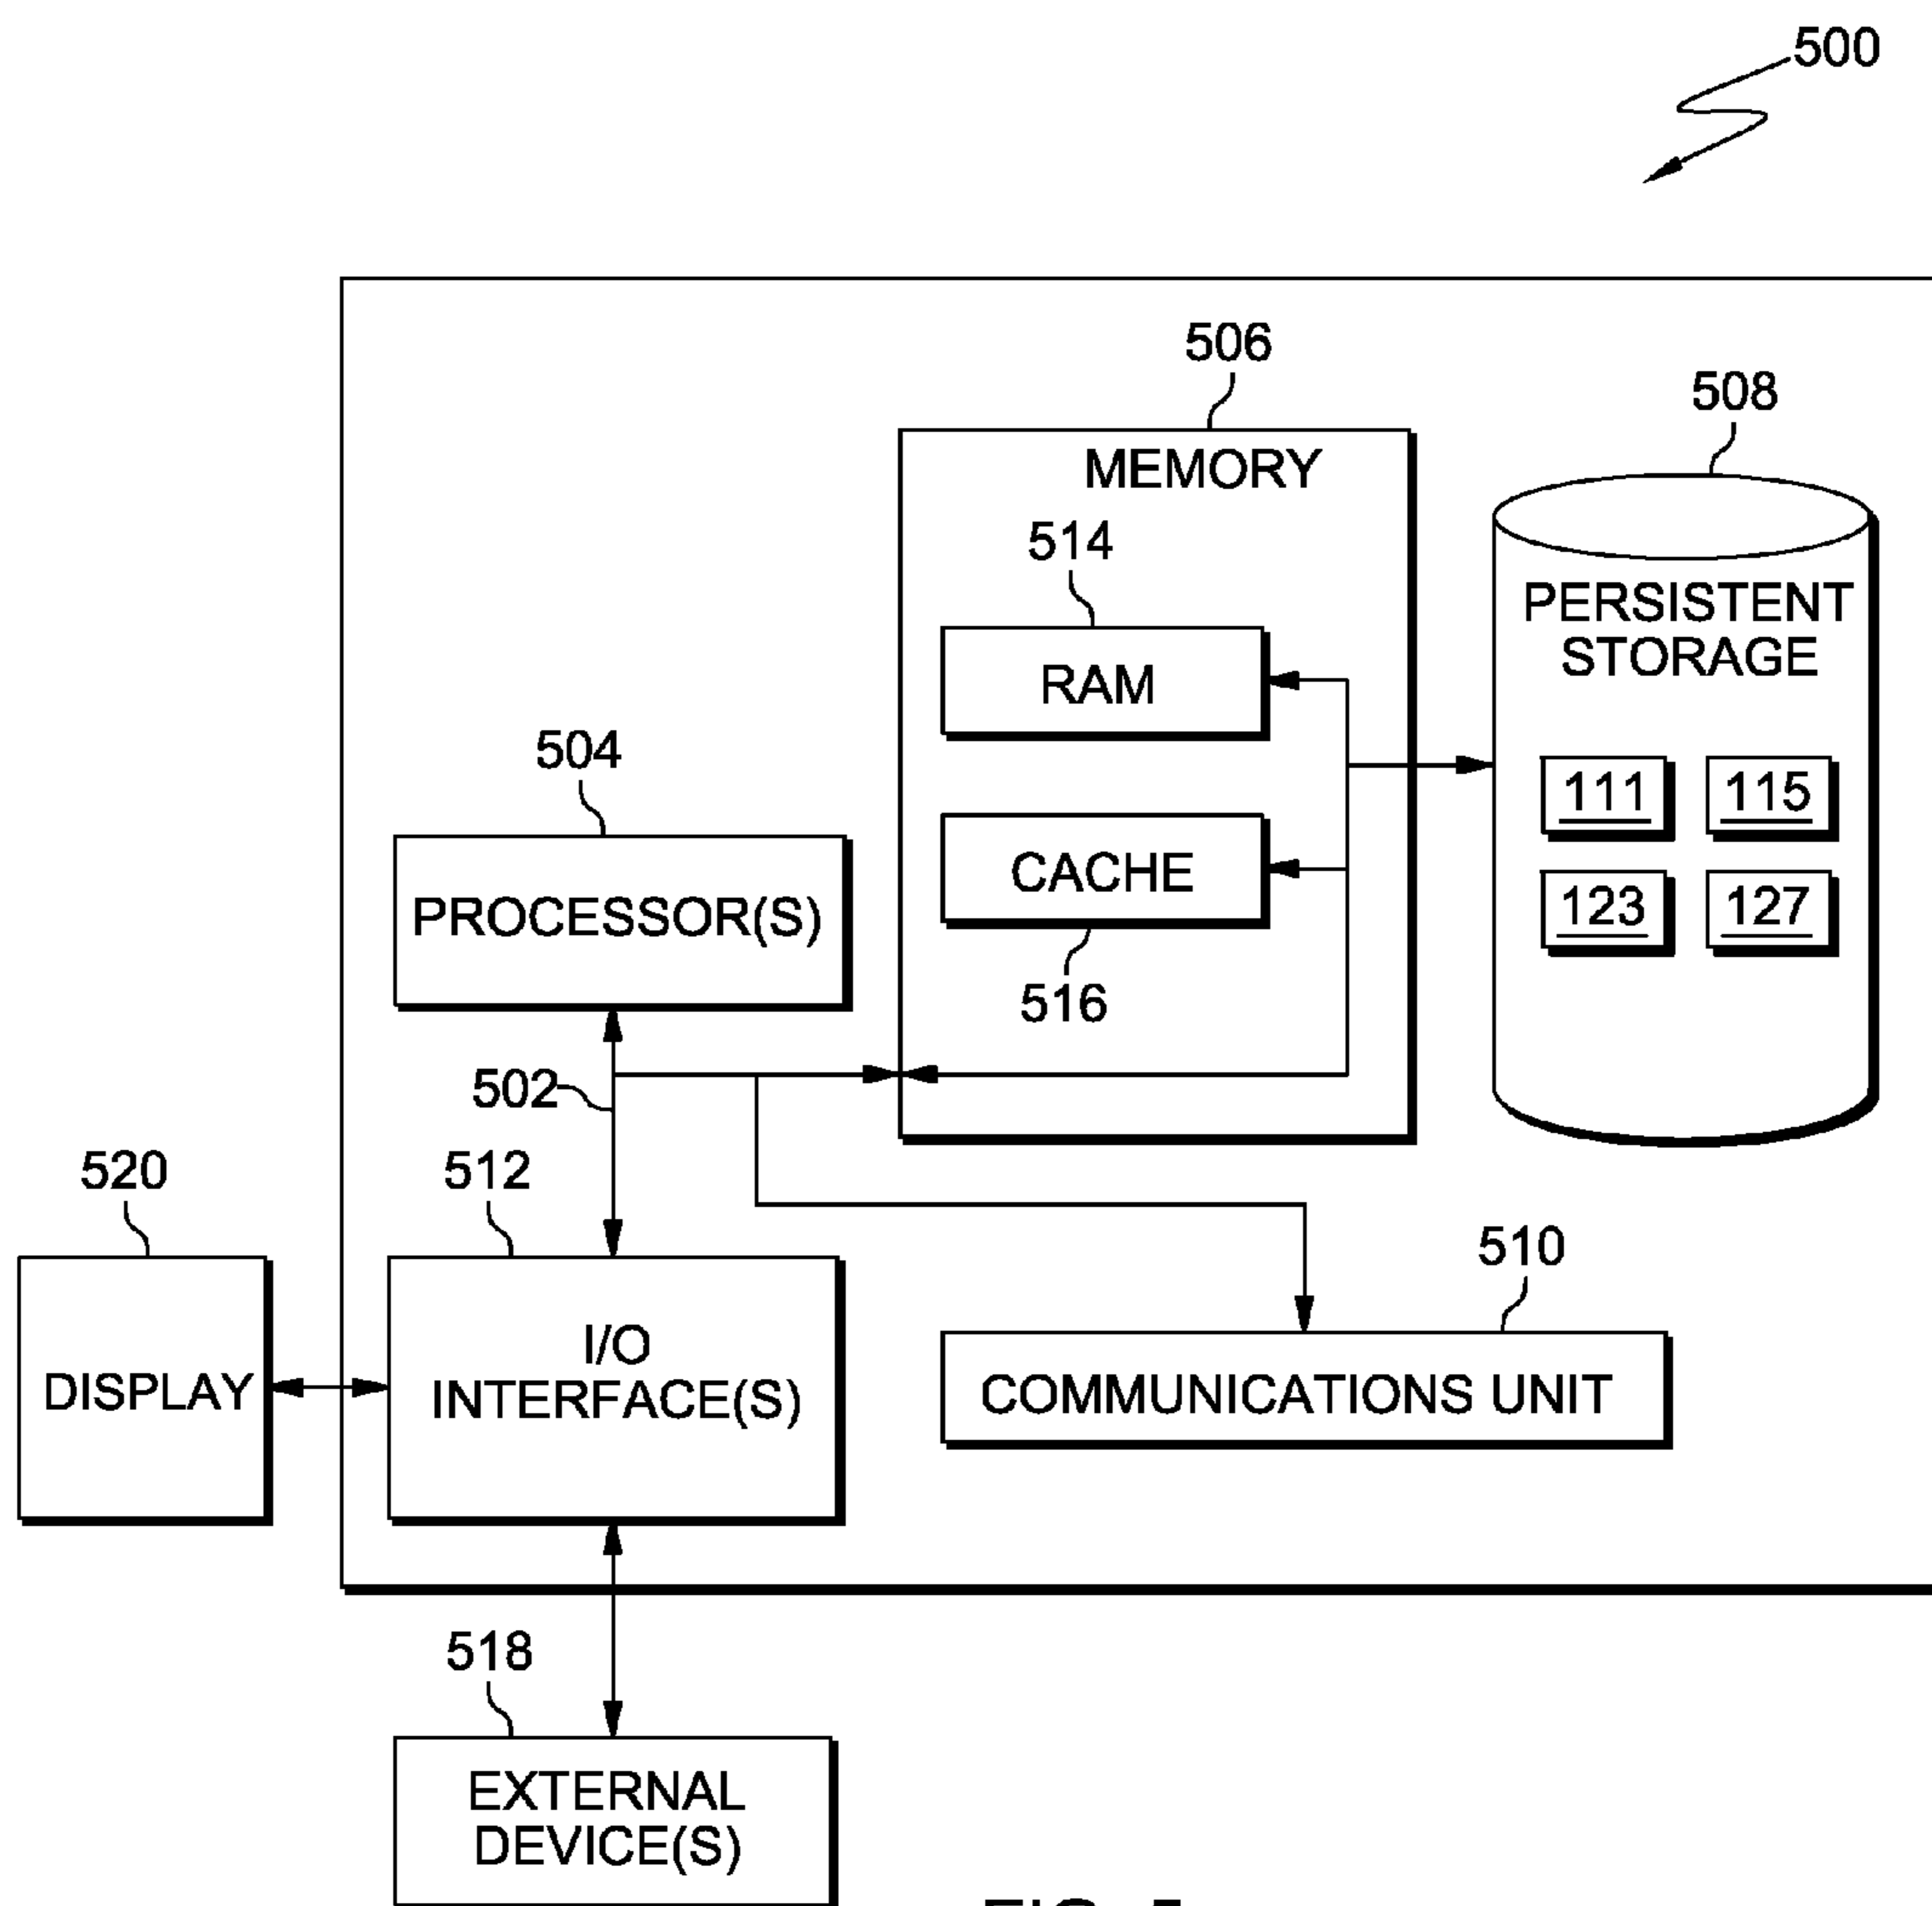 500
506
508
MEMORY
514
PERSISTENT
STORAGE
RAM
504
111 115
CACHE
PROCESSOR(S)
123 127
516
502
520
512
510
I/O
INTERFACE(S)
DISPLAY
COMMUNICATIONS UNIT
518
EXTERNAL
DEVICE(S)